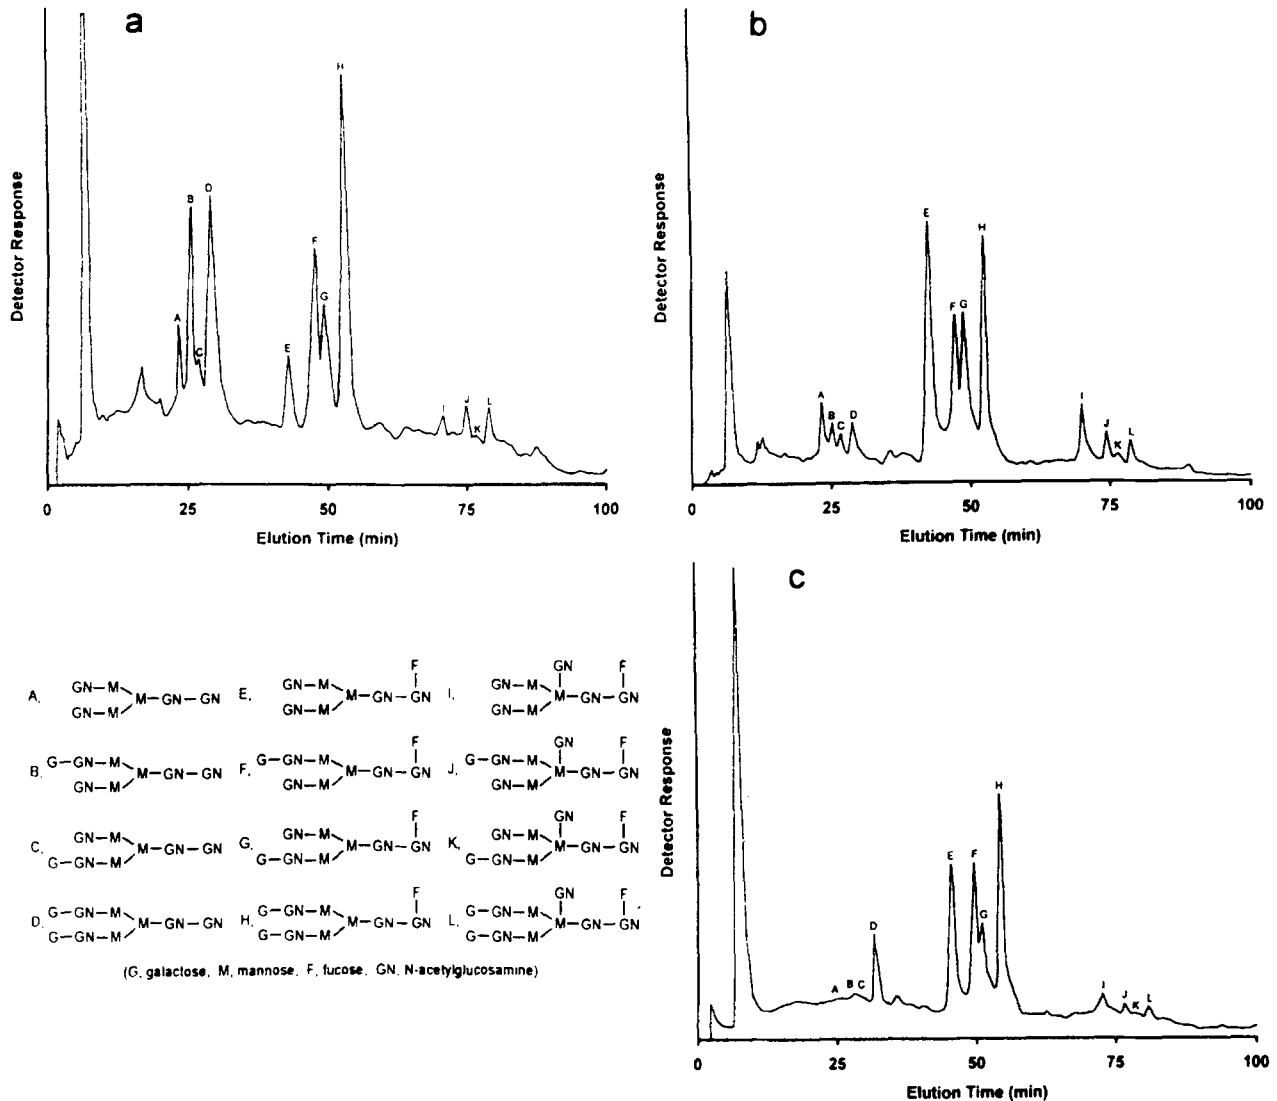 a
Detector Response
A
B
C
D
E
F
G
H
I
J
K
L
0 25 50 75 100
Elution Time (min)
b
Detector Response
A
B
C
D
E
F
G
H
I
J
K
L
0 25 50 75 100
Elution Time (min)
A, GN—M
GN—M
M—GN—GN
B, G—GN—M
GN—M
M—GN—GN
C, GN—M
G—GN—M
M—GN—GN
D, G—GN—M
G—GN—M
M—GN—GN
E, GN—M
GN—M
M—GN—GN
F
F, G—GN—M
GN—M
M—GN—GN
F
G, GN—M
G—GN—M
M—GN—GN
F
H, G—GN—M
G—GN—M
M—GN—GN
F
I, GN—M
GN—M
GN
M—GN—GN
F
J, G—GN—M
GN—M
GN
M—GN—GN
F
K, GN—M
G—GN—M
GN
M—GN—GN
F
L, G—GN—M
G—GN—M
GN
M—GN—GN
F
(G, galactose, M, mannose, F, fucose, GN, N-acetylglucosamine)
c
Detector Response
A
B
C
D
E
F
G
H
I
J
K
L
0 25 50 75 100
Elution Time (min)